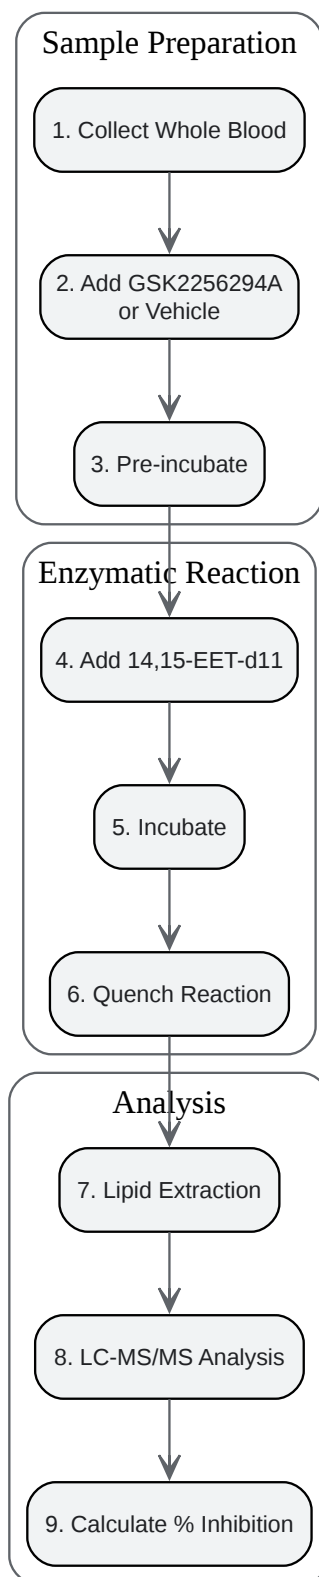 Sample Preparation
1. Collect Whole Blood
2. Add GSK2256294A
or Vehicle
3. Pre-incubate
Enzymatic Reaction
4. Add 14,15-EET-d11
5. Incubate
6. Quench Reaction
Analysis
7. Lipid Extraction
8. LC-MS/MS Analysis
9. Calculate % Inhibition